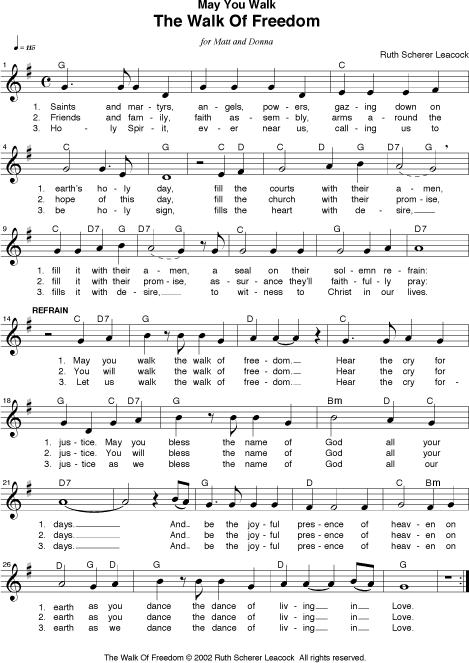 May You Walk
The Walk Of Freedom
for Matt and Donna
Ruth Scherer Leacock
G C
1. Saints and mar - tyrs, an - gels, pow - ers, gaz - ing down on
2. Friends and fam - ily, faith as - sem - bly, arms a - round the
3. Ho - ly Spir - it, ev - er near us, call - ing us to
4 C G C D G D D7 G
1. earth's ho - ly day, fill the courts with their a - men,
2. hope of this day, fill the church with their prom - ise,
3. be ho - ly sign, fills the heart with de - sire,
9 C G D7 G D7 G C G D7
1. fill it with their a - men, a seal on their sol - emn re - frain:
2. fill it with their prom - ise, as - sur - ance they'll faith - ful - ly pray:
3. fills it with de - sire, to wit - ness to Christ in our lives.
REFRAIN
14 C D7 G D C
1. May you walk the walk of free - dom. Hear the cry for
2. You will walk the walk of free - dom. Hear the cry for
3. Let us walk the walk of free - dom. Hear the cry for -
18 G C D7 G Bm D
1. jus - tice. May you bless the name of God all your
2. jus - tice. You will bless the name of God all your
3. jus - tice as we bless the name of God all our
21 D7 G D C Bm
1. days. And be the joy - ful pres - ence of heav - en on
2. days. And be the joy - ful pres - ence of heav - en on
3. days. And be the joy - ful pres - ence of heav - en on
26 D G D G D G
1. earth as you dance the dance of liv - ing in Love.
2. earth as you dance the dance of liv - ing in Love.
3. earth as we dance the dance of liv - ing in Love.
The Walk Of Freedom © 2002 Ruth Scherer Leacock All rights reserved.